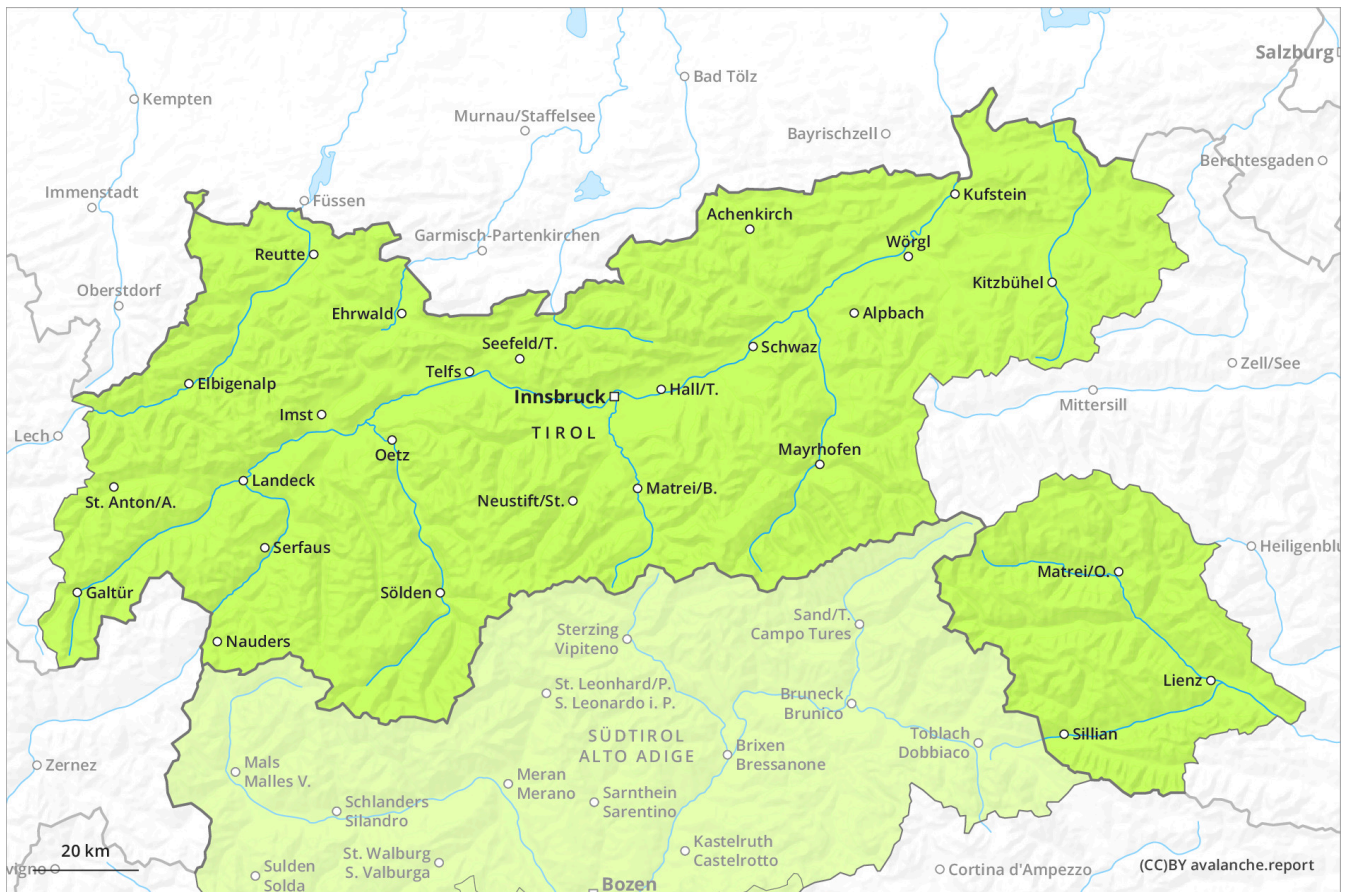 Salzburg
Bad Tölz
Kempten
Murnau/Staffelsee
Bayrischzell
Berchtesgaden
Immenstadt
Füssen
Kufstein
Achenkirch
Garmisch-Partenkirchen
Wörgl
Reutte
Kitzbühel
Oberstdorf
Ehrwald
Alpbach
Seefeld/T.
Schwaz
Zell/See
Telfs
Elbigenalp
Hall/T.
Innsbruck
Mittersill
Imst
TIROL
Lech
Oetz
Mayrhofen
Landeck
St. Anton/A.
Neustift/St.
Matrei/B.
Serfaus
Heiligenblu
Matrei/O.
Galtür
Sölden
Sand/T.
Campo Tures
Sterzing
Vipiteno
Nauders
Lienz
St. Leonhard/P.
S. Leonardo i. P.
Bruneck
Brunico
SÜDTIROL
ALTO ADIGE
Toblach
Dobbiaco
Sillian
Brixen
Bressanone
Zernez
Mals
Malles V.
Meran
Merano
Sarnthein
Sarentino
Schlanders
Silandro
Kastelruth
Castelrotto
20 km
St. Walburg
S. Valburga
vigno
Sulden
Solda
Cortina d'Ampezzo
(CC)BY avalanche.report
Bozen